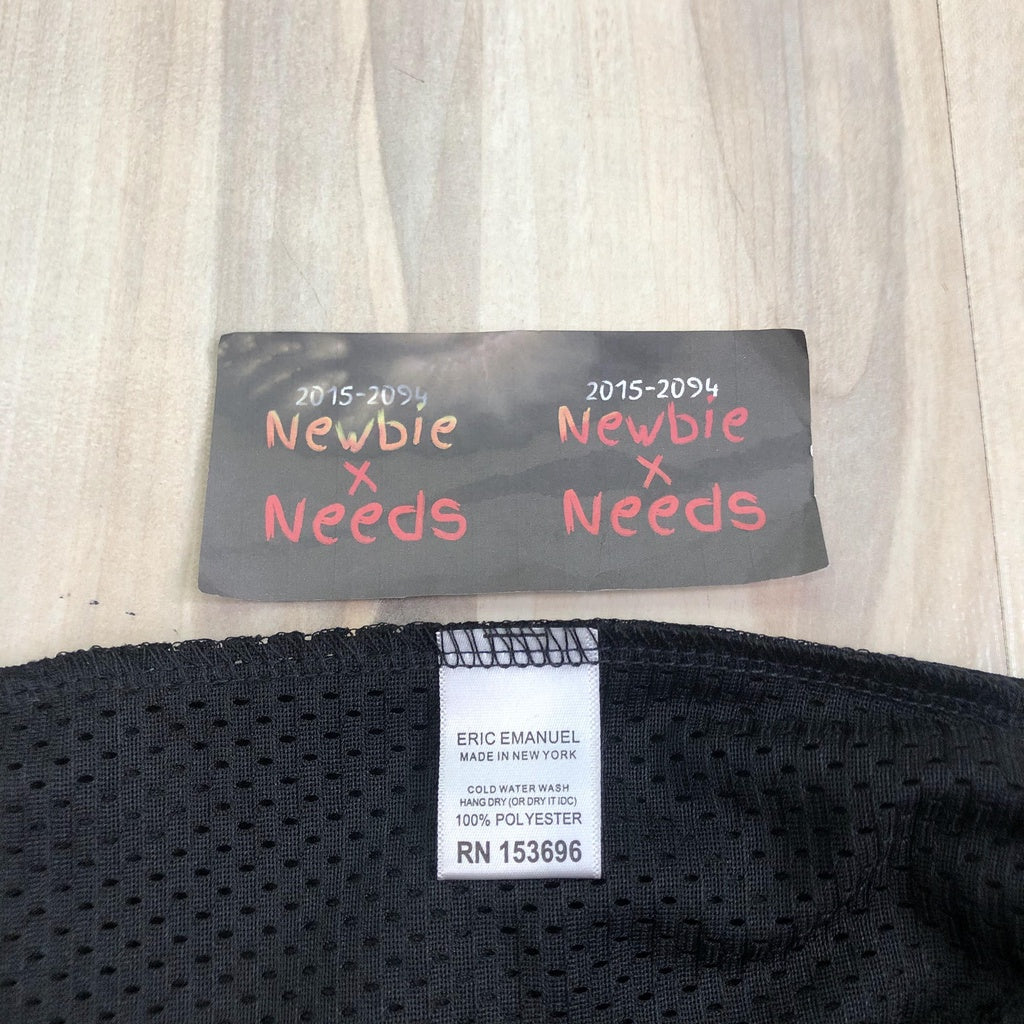 2015-2094
Newbie
x
Needs
2015-2094
Newbie
x
Needs
ERIC EMANUEL
MADE IN NEW YORK
COLD WATER WASH
HANG DRY (OR DRY IT IDC)
100% POLYESTER
RN 153696